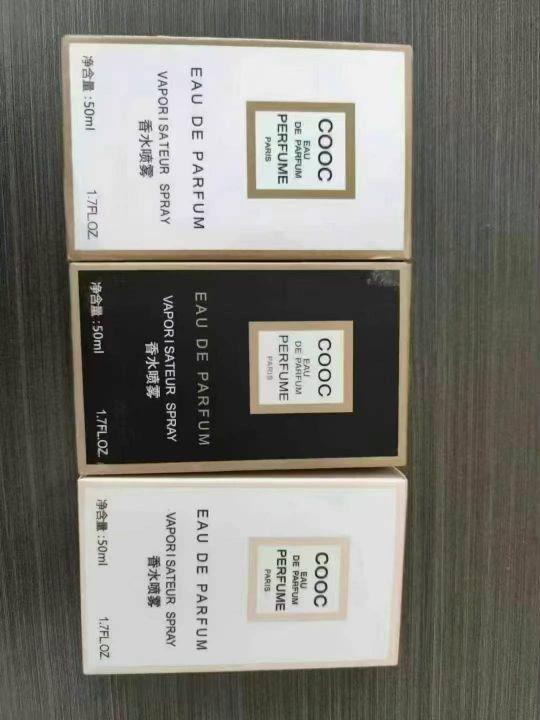 COOC
EAU
DE PARFUM
PERFUME
PARIS
EAU DE PARFUM
VAPORISATEUR SPRAY
香水喷雾
净含量:50ml
1.7FL.OZ.
COOC
EAU
DE PARFUM
PERFUME
PARIS
EAU DE PARFUM
VAPORISATEUR SPRAY
香水喷雾
净含量:50ml
1.7FL.OZ.
COOC
EAU
DE PARFUM
PERFUME
PARIS
EAU DE PARFUM
VAPORISATEUR SPRAY
香水喷雾
净含量:50ml
1.7FL.OZ.